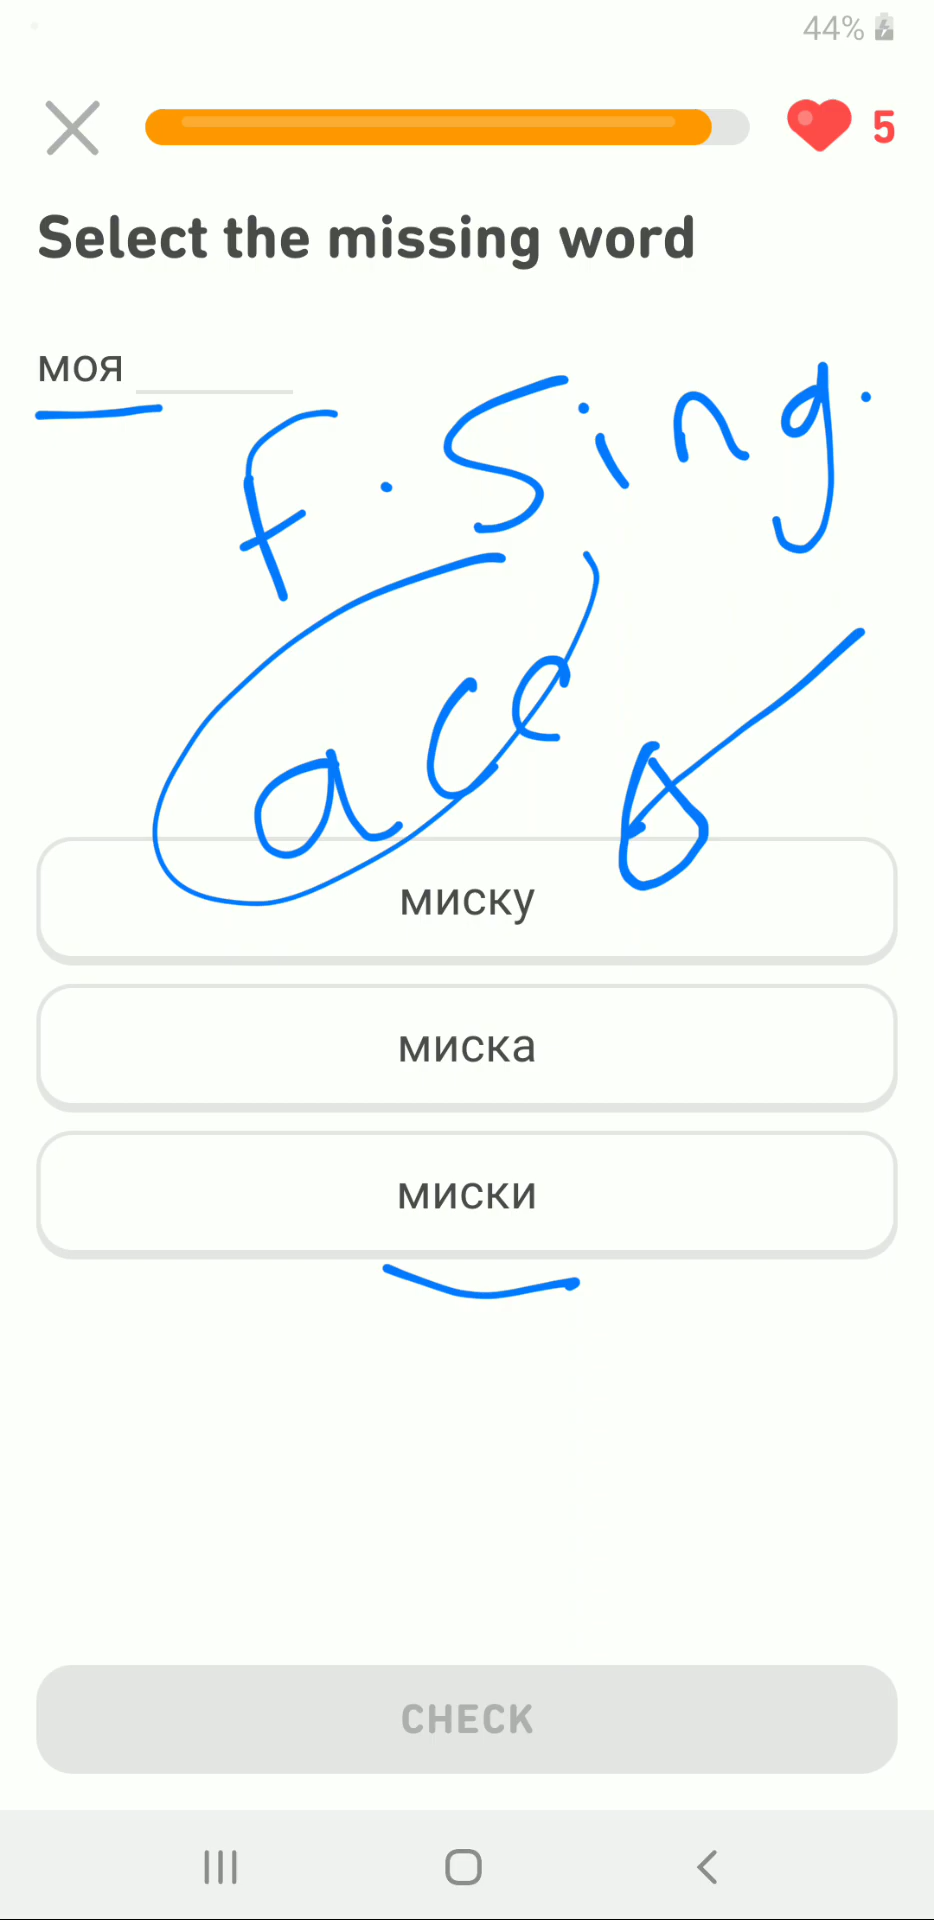 44%
5
Select the missing word
моя
F. Sing.
acc
миску
миска
миски
CHECK